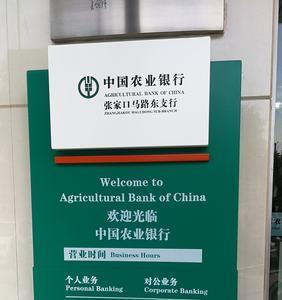 中国农业银行
AGRICULTURAL BANK OF CHINA
张家口马路东支行
ZHANGJIAKOU MALUDONG SUB-BRANCH
Welcome to
Agricultural Bank of China
欢迎光临
中国农业银行
营业时间 Business Hours
个人业务 对公业务
Personal Banking Corporate Banking